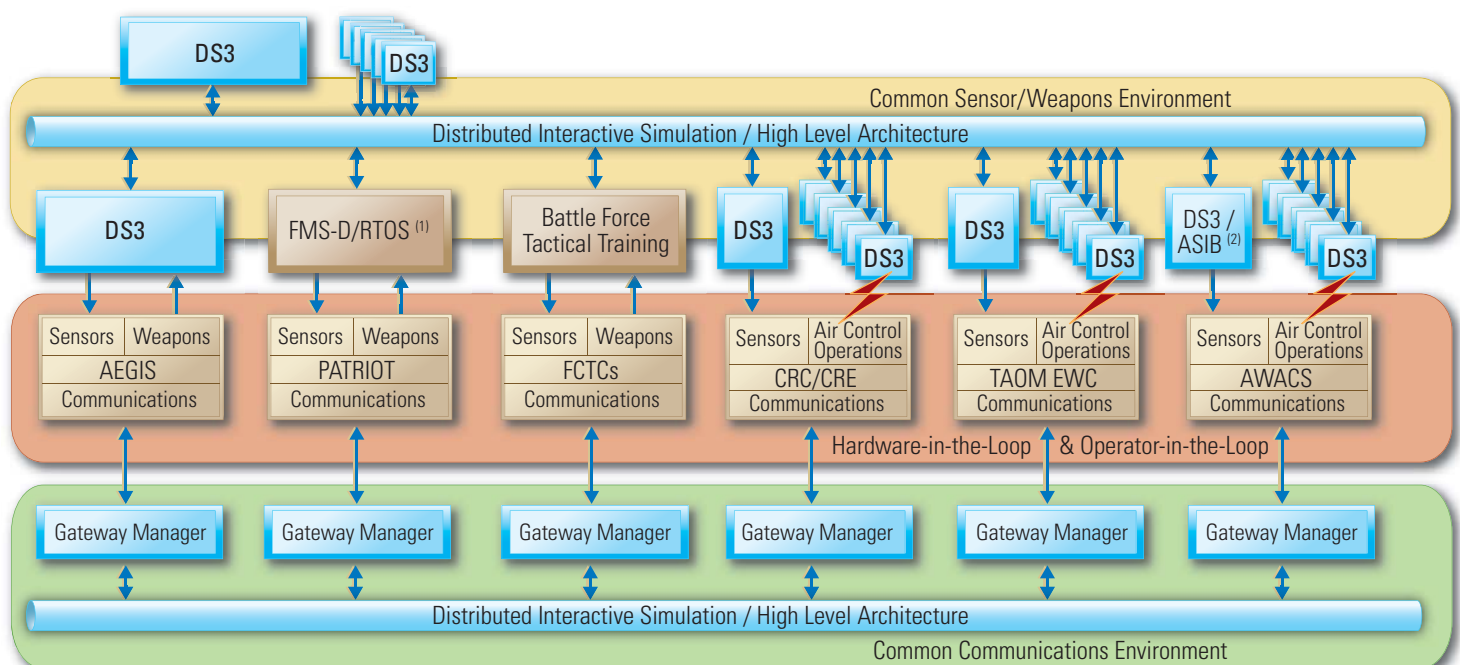 DS3
DS3
Common Sensor/Weapons Environment
Distributed Interactive Simulation / High Level Architecture
DS3
FMS-D/RTOS (1)
Battle Force
Tactical Training
DS3
DS3
DS3
DS3
DS3 /
ASIB (2)
DS3
Sensors
Weapons
AEGIS
Communications
Sensors
Weapons
PATRIOT
Communications
Sensors
Weapons
FCTCs
Communications
Sensors
Air Control
Operations
CRC/CRE
Communications
Sensors
Air Control
Operations
TAOM EWC
Communications
Sensors
Air Control
Operations
AWACS
Communications
Hardware-in-the-Loop & Operator-in-the-Loop
Gateway Manager
Gateway Manager
Gateway Manager
Gateway Manager
Gateway Manager
Gateway Manager
Distributed Interactive Simulation / High Level Architecture
Common Communications Environment